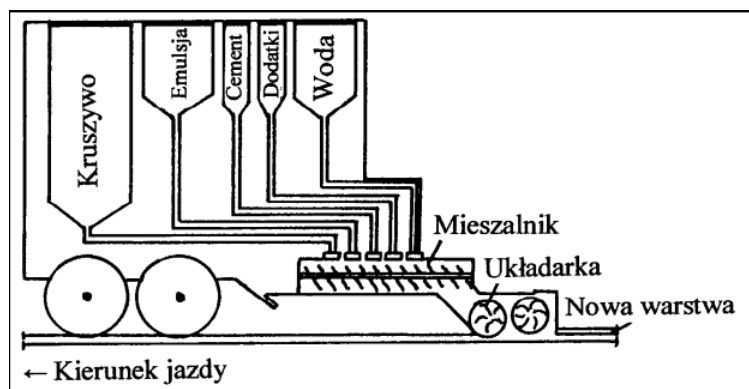 Kruszywo
Emulsja
Cement
Dodatki
Woda
Mieszalnik
Układarka
Nowa warstwa
← Kierunek jazdy